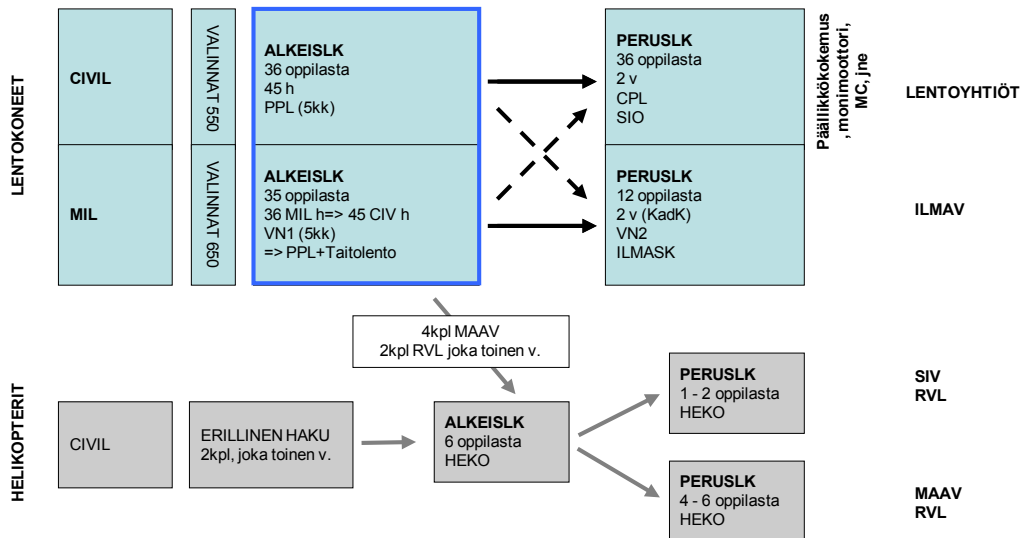 LENTOKONEET
CIVIL
VALINNAT 550
ALKEISLK
36 oppilasta
45 h
PPL (5kk)
PERUSLK
36 oppilasta
2 v
CPL
SIO
Päällikkökokemus
, monimoottori,
MC, jne
LENTOYHTIÖT
MIL
VALINNAT 650
ALKEISLK
35 oppilasta
36 MIL h=> 45 CIV h
VN1 (5kk)
=> PPL+Taitolento
PERUSLK
12 oppilasta
2 v (KadK)
VN2
ILMASK
ILMAV
4kpl MAAV
2kpl RVL joka toinen v.
HELIKOPTERIT
CIVIL
ERILLINEN HAKU
2kpl, joka toinen v.
ALKEISLK
6 oppilasta
HEKO
PERUSLK
1 - 2 oppilasta
HEKO
SIV
RVL
PERUSLK
4 - 6 oppilasta
HEKO
MAAV
RVL